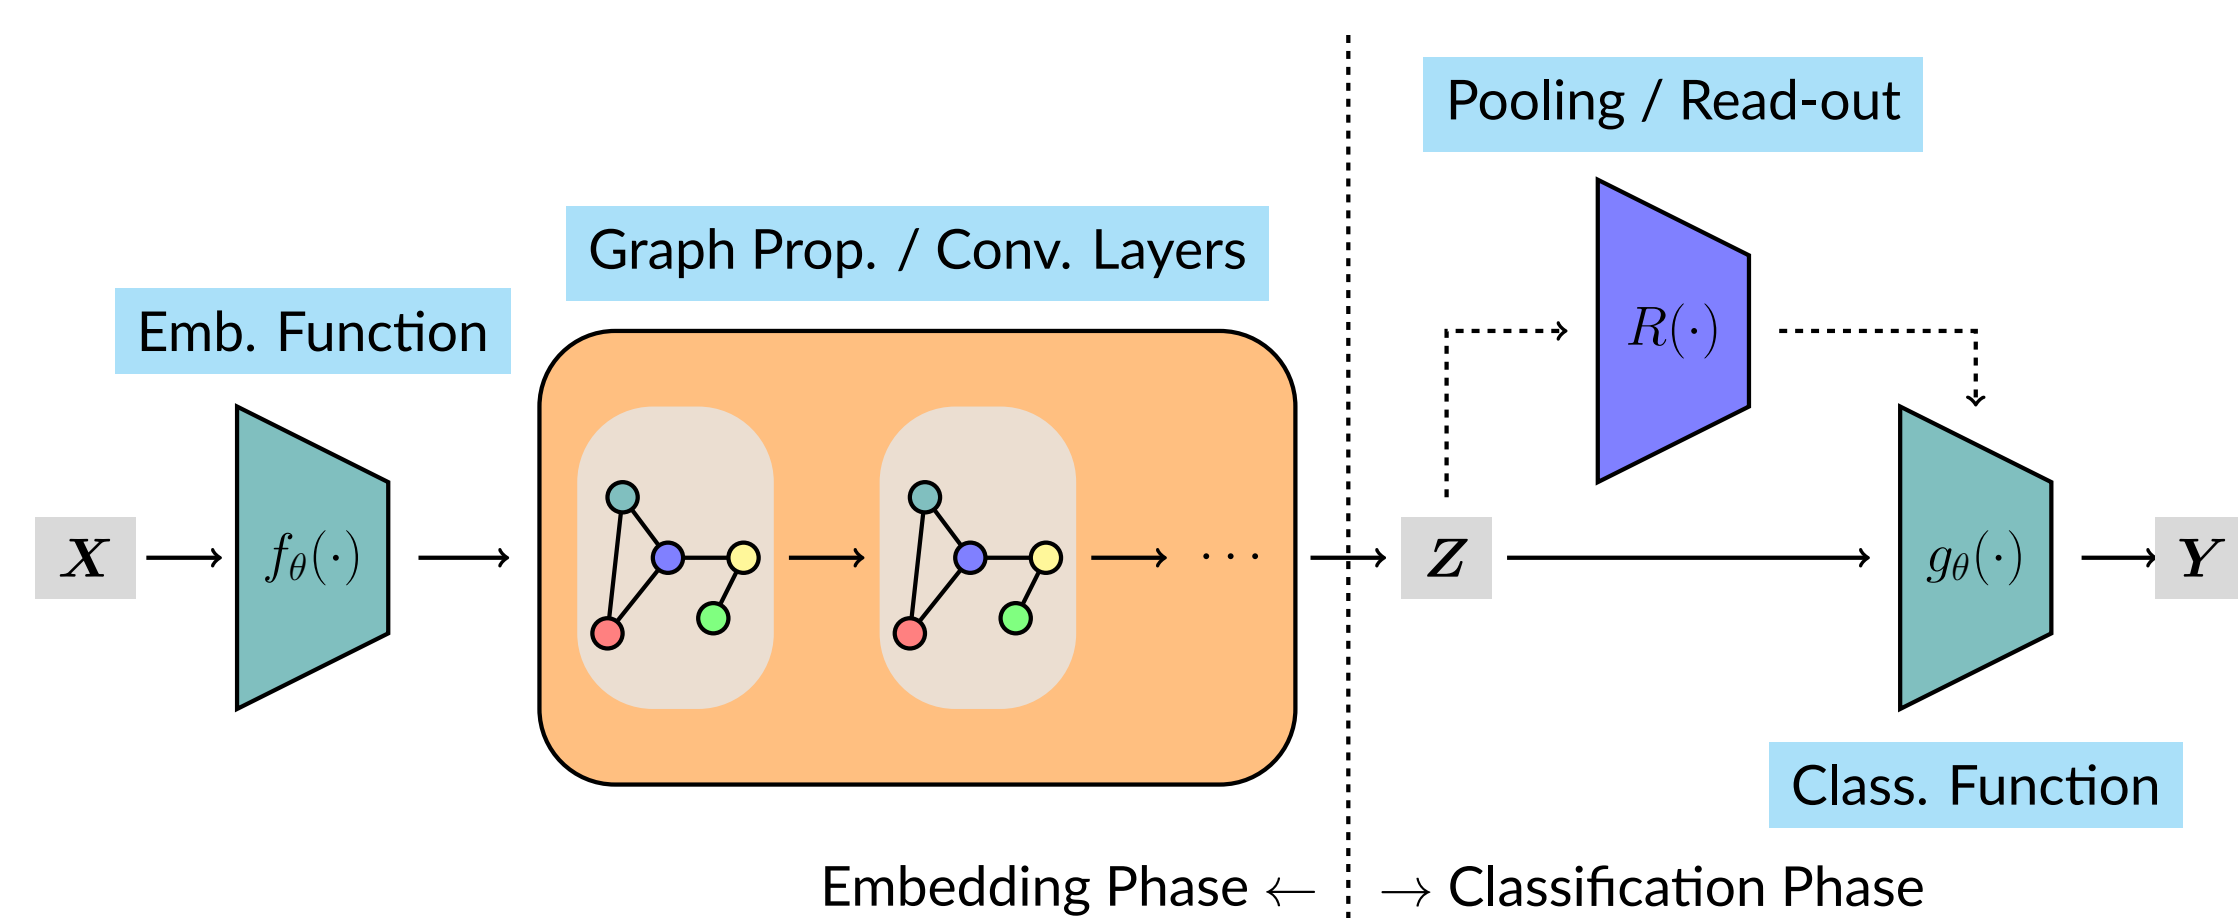 Pooling / Read-out
Graph Prop. / Conv. Layers
Emb. Function
R(·)
X
f_θ(·)
···
Z
g_θ(·)
Y
Class. Function
Embedding Phase ←
→ Classification Phase